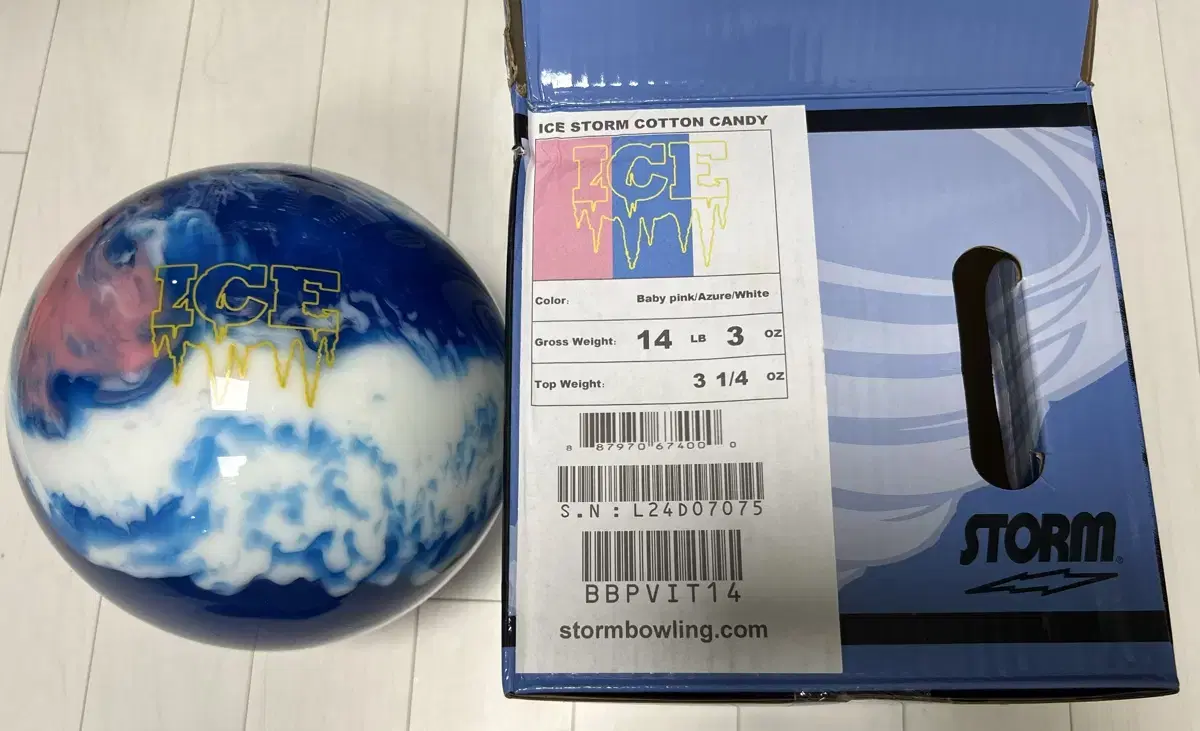 ICE
ICE STORM COTTON CANDY
ICE
Color: Baby pink/Azure/White
Gross Weight: 14 LB 3 OZ
Top Weight: 3 1/4 OZ
8 87970 67400 0
S.N : L24D07075
BBPVIT14
stormbowling.com
STORM